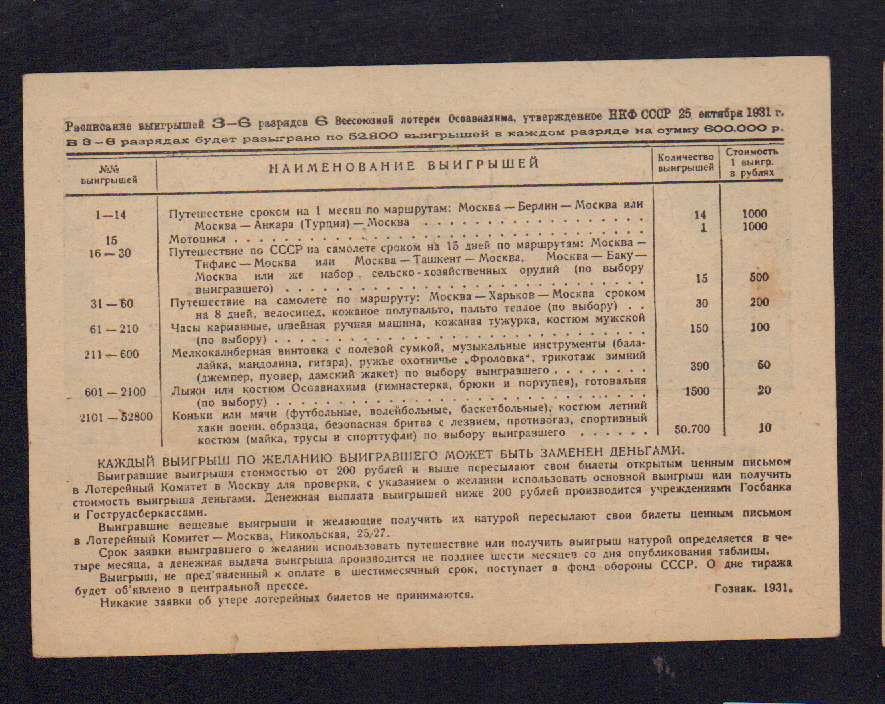 Расписание выигрышей 3—6 разрядов 6 Всесоюзной лотереи Осоавиахима, утвержденное НКФ СССР 25 октября 1931 г.
В 3—6 разрядах будет разыграно по 52.800 выигрышей в каждом разряде на сумму 600.000 р.
№№ выигрышей
НАИМЕНОВАНИЕ ВЫИГРЫШЕЙ
Количество выигрышей
Стоимость 1 выигр. в рублях
1—14 Путешествие сроком на 1 месяц по маршрутам: Москва—Берлин—Москва или
Москва—Анкара (Турция)—Москва . . . . . . . . . . . . . . . . 14 1000
15 Мотоцикл . . . . . . . . . . . . . . . . . . . . . . . . . . . 1 1000
16—30 Путешествие по СССР на самолете сроком на 15 дней по маршрутам: Москва—
Тифлис—Москва или Москва—Ташкент—Москва, Москва—Баку—
Москва или же набор сельско-хозяйственных орудий (по выбору
выигравшего) . . . . . . . . . . . . . . . . . . . . . . . . 15 500
31—60 Путешествие на самолете по маршруту: Москва—Харьков—Москва сроком
на 8 дней, велосипед, кожаное полупальто, пальто теплое (по выбору) . . 30 200
61—210 Часы карманные, швейная ручная машина, кожаная тужурка, костюм мужской
(по выбору) . . . . . . . . . . . . . . . . . . . . . . . . . 150 100
211—600 Мелкокалиберная винтовка с полевой сумкой, музыкальные инструменты (бала-
лайка, мандолина, гитара), ружье охотничье „Фроловка“, трикотаж зимний
(джемпер, пуовер, дамский жакет) по выбору выигравшего . . . . . . . . 390 50
601—2100 Лыжи или костюм Осоавиахима (гимнастерка, брюки и портупея), готовальня
(по выбору) . . . . . . . . . . . . . . . . . . . . . . . . . 1500 20
2101—52800 Коньки или мячи (футбольные, волейбольные, баскетбольные), костюм летний
хаки воени. образца, безопасная бритва с лезвием, противогаз, спортивный
костюм (майка, трусы и спорттуфли) по выбору выигравшего . . . . . . 50.700 10
КАЖДЫЙ ВЫИГРЫШ ПО ЖЕЛАНИЮ ВЫИГРАВШЕГО МОЖЕТ БЫТЬ ЗАМЕНЕН ДЕНЬГАМИ.
Выигравшие выигрыши стоимостью от 200 рублей и выше пересылают свои билеты открытым ценным письмом
в Лотерейный Комитет в Москву для проверки, с указанием о желании использовать основной выигрыш или получить
стоимость выигрыша деньгами. Денежная выплата выигрышей ниже 200 рублей производится учреждениями Госбанка
и Гострудсберкассами.
Выигравшие вещевые выигрыши и желающие получить их натурой пересылают свои билеты ценным письмом
в Лотерейный Комитет—Москва, Никольская, 25/27.
Срок заявки выигравшего о желании использовать путешествие или получить выигрыш натурой определяется в че-
тыре месяца, а денежная выдача выигрыша производится не позднее шести месяцев со дня опубликования таблицы.
Выигрыш, не пред'явленный к оплате в шестимесячный срок, поступает в фонд обороны СССР. О дне тиража
будет об'явлено в центральной прессе.
Никакие заявки об утере лотерейных билетов не принимаются.
Гознак. 1931.